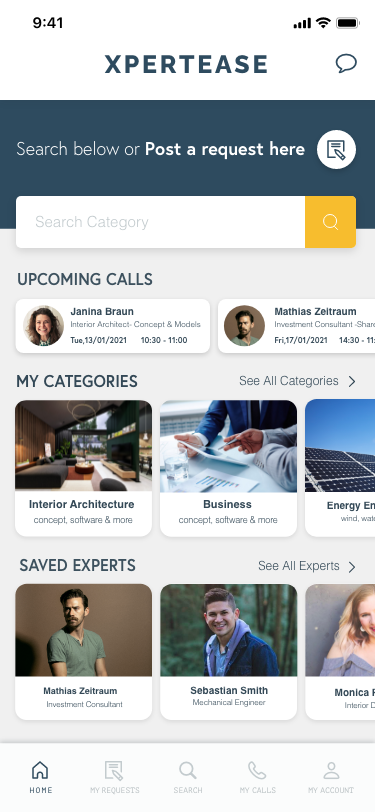 9:41
XPERTEASE
Search below or Post a request here
Search Category
UPCOMING CALLS
Janina Braun
Interior Architect- Concept & Models
Tue,13/01/2021 10:30 - 11:00
Mathias Zeitraum
Investment Consultant -Share
Fri,17/01/2021 14:30 - 11:
MY CATEGORIES
See All Categories
Interior Architecture
concept, software & more
Business
concept, software & more
Energy En
wind, wate
SAVED EXPERTS
See All Experts
Mathias Zeitraum
Investment Consultant
Sebastian Smith
Mechanical Engineer
Monica
Interior D
HOME
MY REQUESTS
SEARCH
MY CALLS
MY ACCOUNT